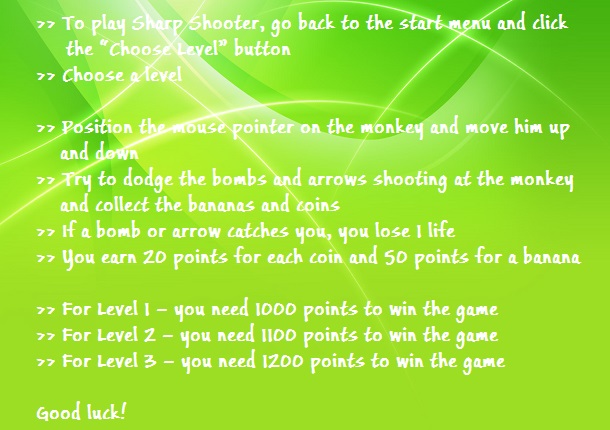 >> To play Sharp Shooter, go back to the start menu and click
the "Choose Level" button
>> Choose a level
>> Position the mouse pointer on the monkey and move him up
and down
>> Try to dodge the bombs and arrows shooting at the monkey
and collect the bananas and coins
>> If a bomb or arrow catches you, you lose 1 life
>> You earn 20 points for each coin and 50 points for a banana
>> For Level 1 - you need 1000 points to win the game
>> For Level 2 - you need 1100 points to win the game
>> For Level 3 - you need 1200 points to win the game
Good luck!